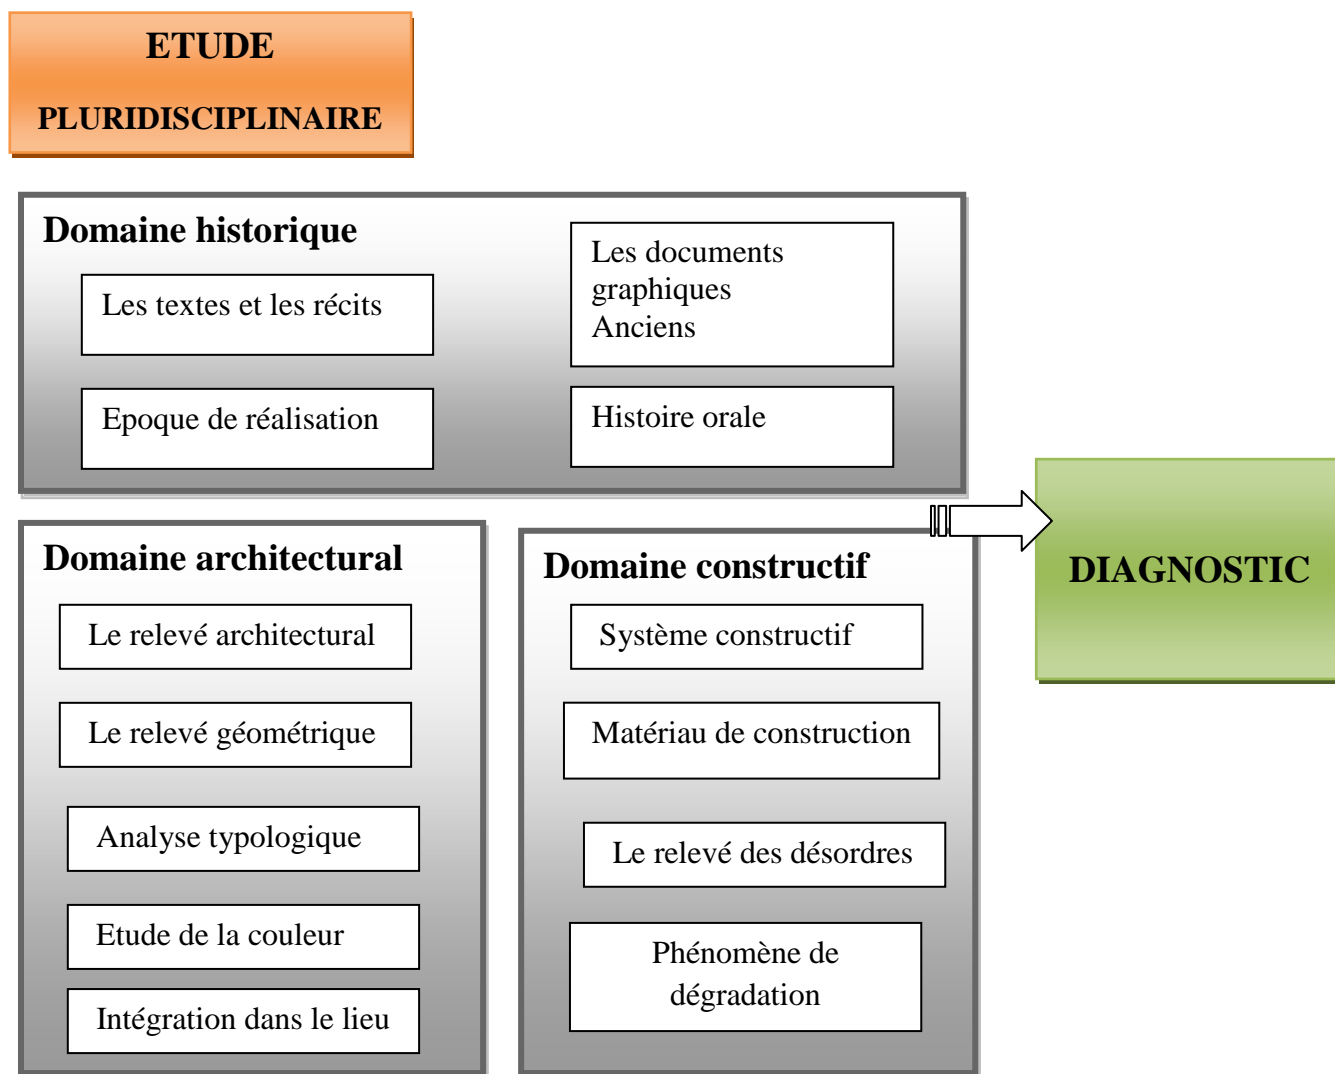 ETUDE
PLURIDISCIPLINAIRE
Domaine historique
Les textes et les récits
Les documents
graphiques
Anciens
Epoque de réalisation
Histoire orale
Domaine architectural
Le relevé architectural
Le relevé géométrique
Analyse typologique
Etude de la couleur
Intégration dans le lieu
Domaine constructif
Système constructif
Matériau de construction
Le relevé des désordres
Phénomène de
dégradation
DIAGNOSTIC